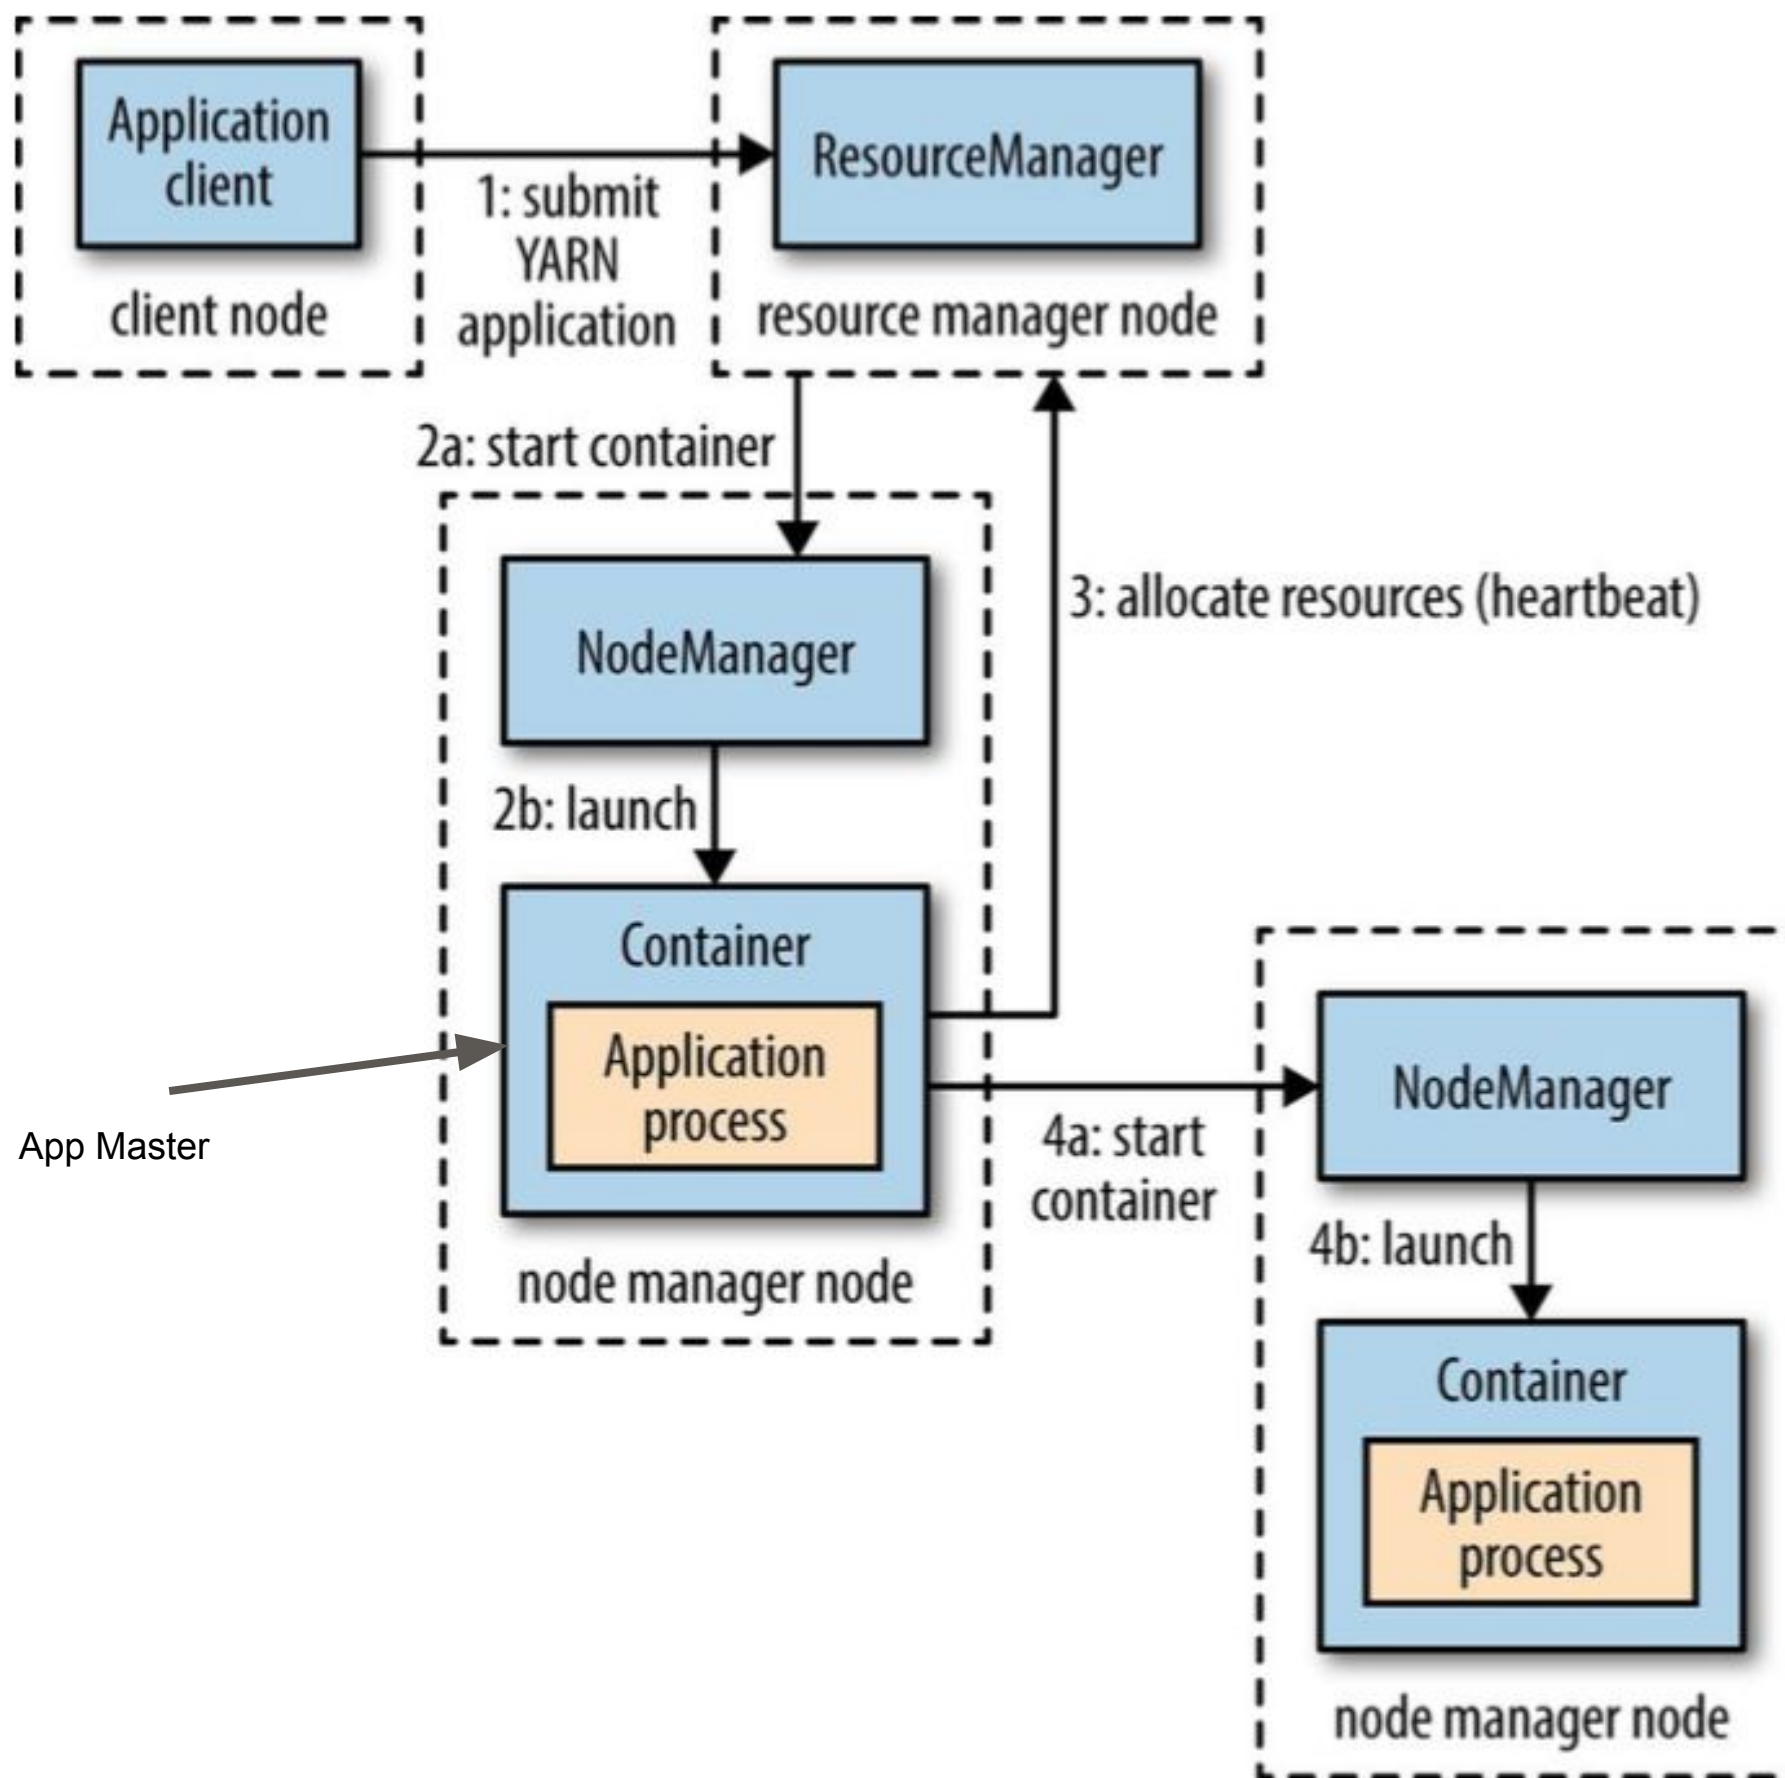 Application
client
client node
1: submit
YARN
application
ResourceManager
resource manager node
2a: start container
NodeManager
2b: launch
Container
Application
process
node manager node
3: allocate resources (heartbeat)
App Master
4a: start
container
NodeManager
4b: launch
Container
Application
process
node manager node